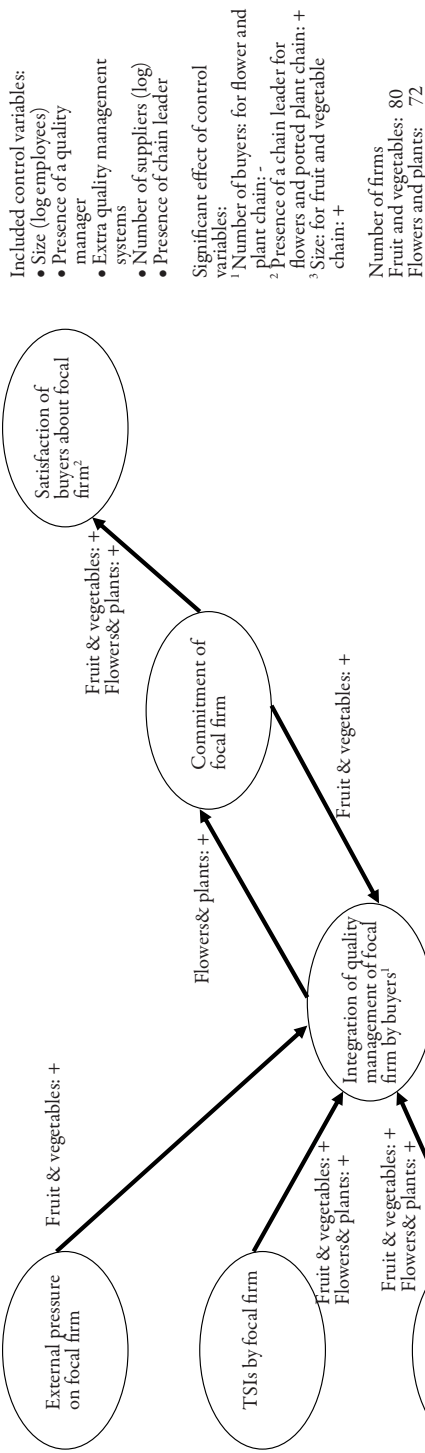 External pressure
on focal firm
Fruit & vegetables: +
TSIs by focal firm
Fruit & vegetables: +
Flowers& plants: +
Fruit & vegetables: +
Flowers& plants: +
Integration of quality
management of focal
firm by buyers¹
Flowers& plants: +
Fruit & vegetables: +
Commitment of
focal firm
Fruit & vegetables: +
Flowers& plants: +
Satisfaction of
buyers about focal
firm²
Included control variables:
• Size (log employees)
• Presence of a quality
manager
• Extra quality management
systems
• Number of suppliers (log)
• Presence of chain leader
Significant effect of control
variables:
¹ Number of buyers: for flower and
plant chain: -
² Presence of a chain leader for
flowers and potted plant chain: +
³ Size: for fruit and vegetable
chain: +
Number of firms
Fruit and vegetables: 80
Flowers and plants: 72